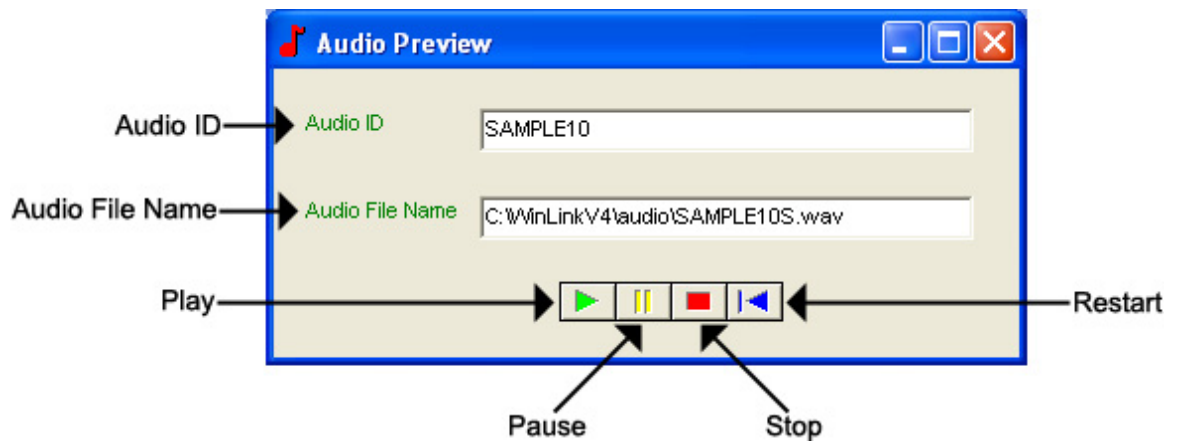 Audio Preview
Audio ID
Audio ID
SAMPLE10
Audio File Name
Audio File Name
C:\WinLinkV4\audio\SAMPLE10S.wav
Play
Restart
Pause
Stop